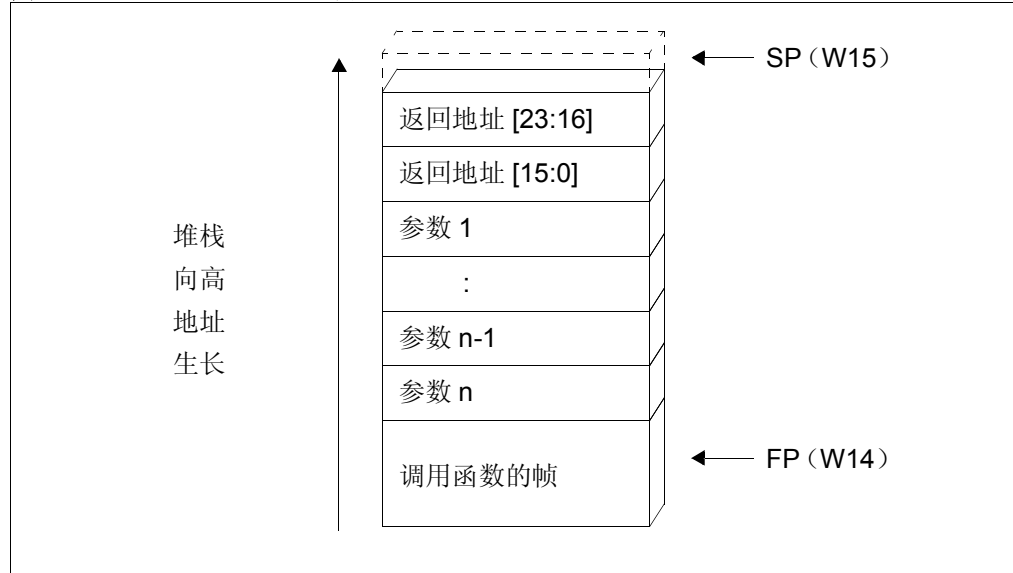 SP（W15）
返回地址 [23:16]
返回地址 [15:0]
参数 1
:
参数 n-1
参数 n
调用函数的帧
FP（W14）
堆栈
向高
地址
生长